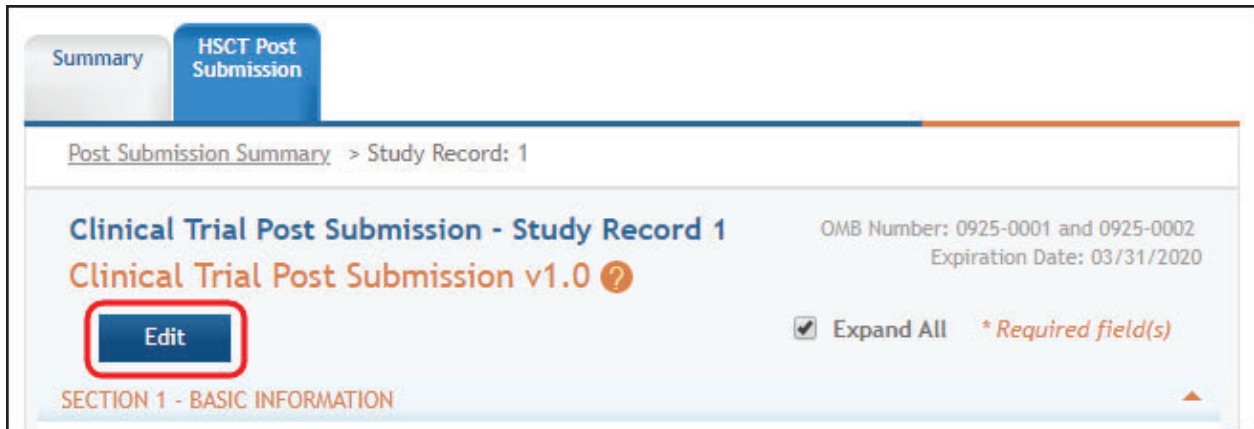 Summary
HSCT Post
Submission
Post Submission Summary > Study Record: 1
Clinical Trial Post Submission - Study Record 1
OMB Number: 0925-0001 and 0925-0002
Clinical Trial Post Submission v1.0 ?
Expiration Date: 03/31/2020
Edit
Expand All * Required field(s)
SECTION 1 - BASIC INFORMATION